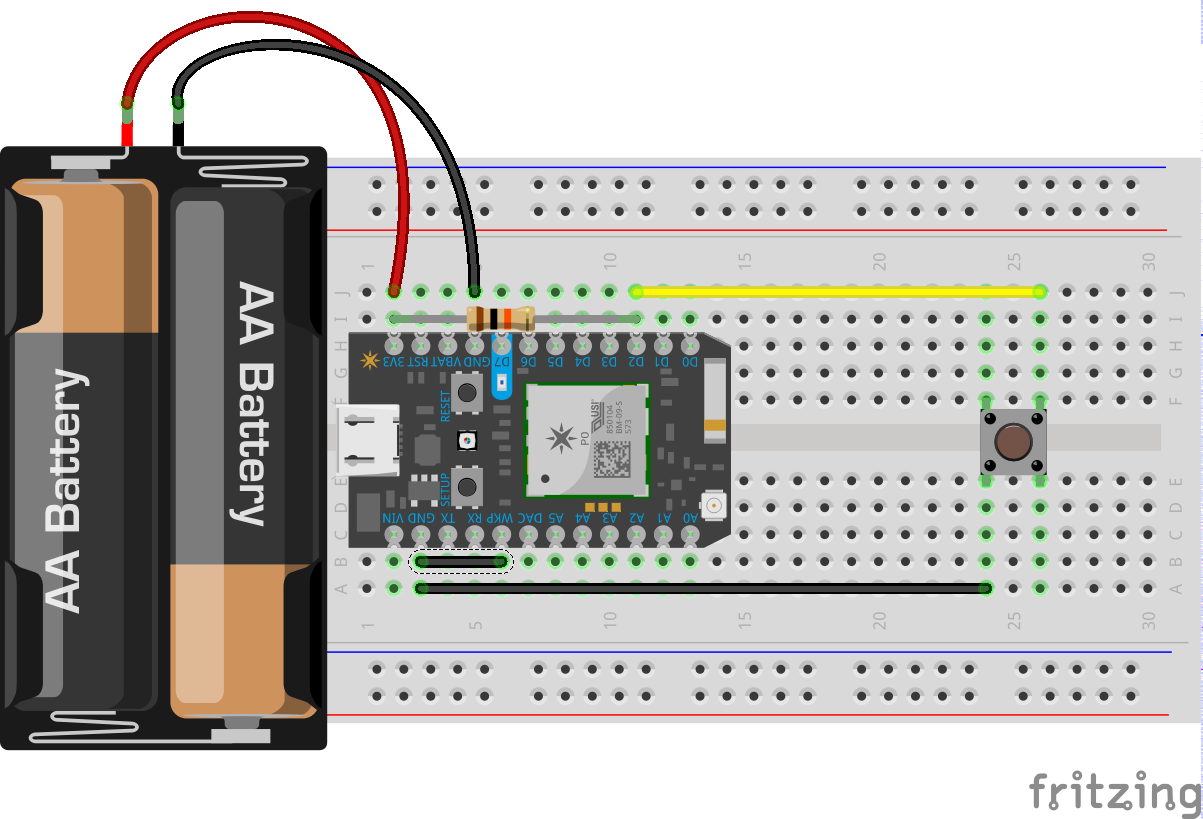 AA Battery
AA Battery
1
10
15
20
25
30
J
J
I
I
H
H
G
G
F
F
3V3
RST
VBAT
GND
D7
D6
D5
D4
D3
D2
D1
D0
RESET
P0
USI
850104
BM-09-S
573
SETUP
E
E
D
D
VIN
GND
TX
RX
WKP
DAC
A5
A4
A3
A2
A1
A0
C
C
B
B
A
A
1
5
10
15
20
25
30
fritzing